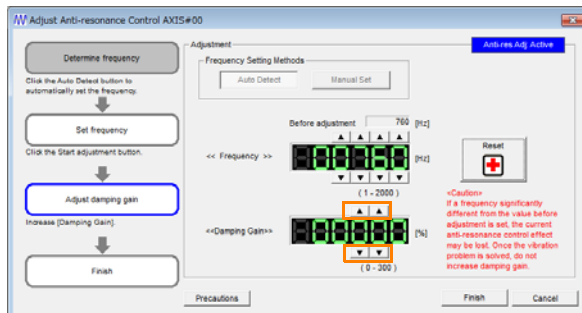 Adjust Anti-resonance Control AXIS#00
Determine frequency
Click the Auto Detect button to
automatically set the frequency.
Set frequency
Click the Start adjustment button.
Adjust damping gain
Increase [Damping Gain].
Finish
Adjustment
Anti-res Adj Active
Frequency Setting Methods
Auto Detect
Manual Set
Before adjustment 760 [Hz]
<< Frequency >> 00760 [Hz]
(1 - 2000)
<<Damping Gain>> 00000 [%]
(0 - 300)
Reset
<Caution>
If a frequency significantly
different from the value before
adjustment is set, the current
anti-resonance control effect
may be lost. Once the vibration
problem is solved, do not
increase damping gain.
Precautions
Finish
Cancel